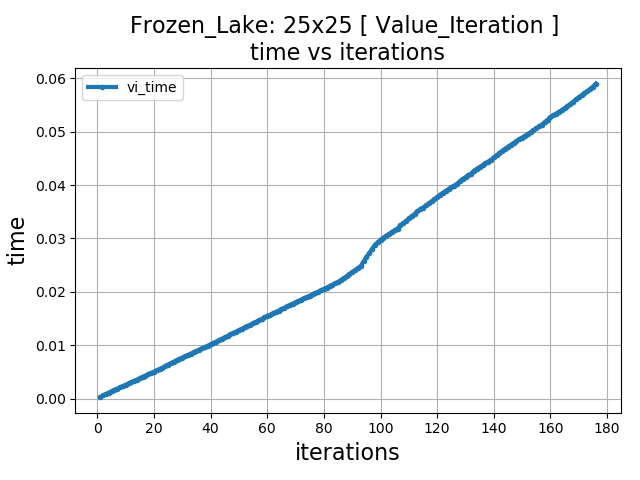 Frozen_Lake: 25x25 [ Value_Iteration ]
time vs iterations
vi_time
0.06
0.05
0.04
0.03
0.02
0.01
0.00
time
0 20 40 60 80 100 120 140 160 180
iterations